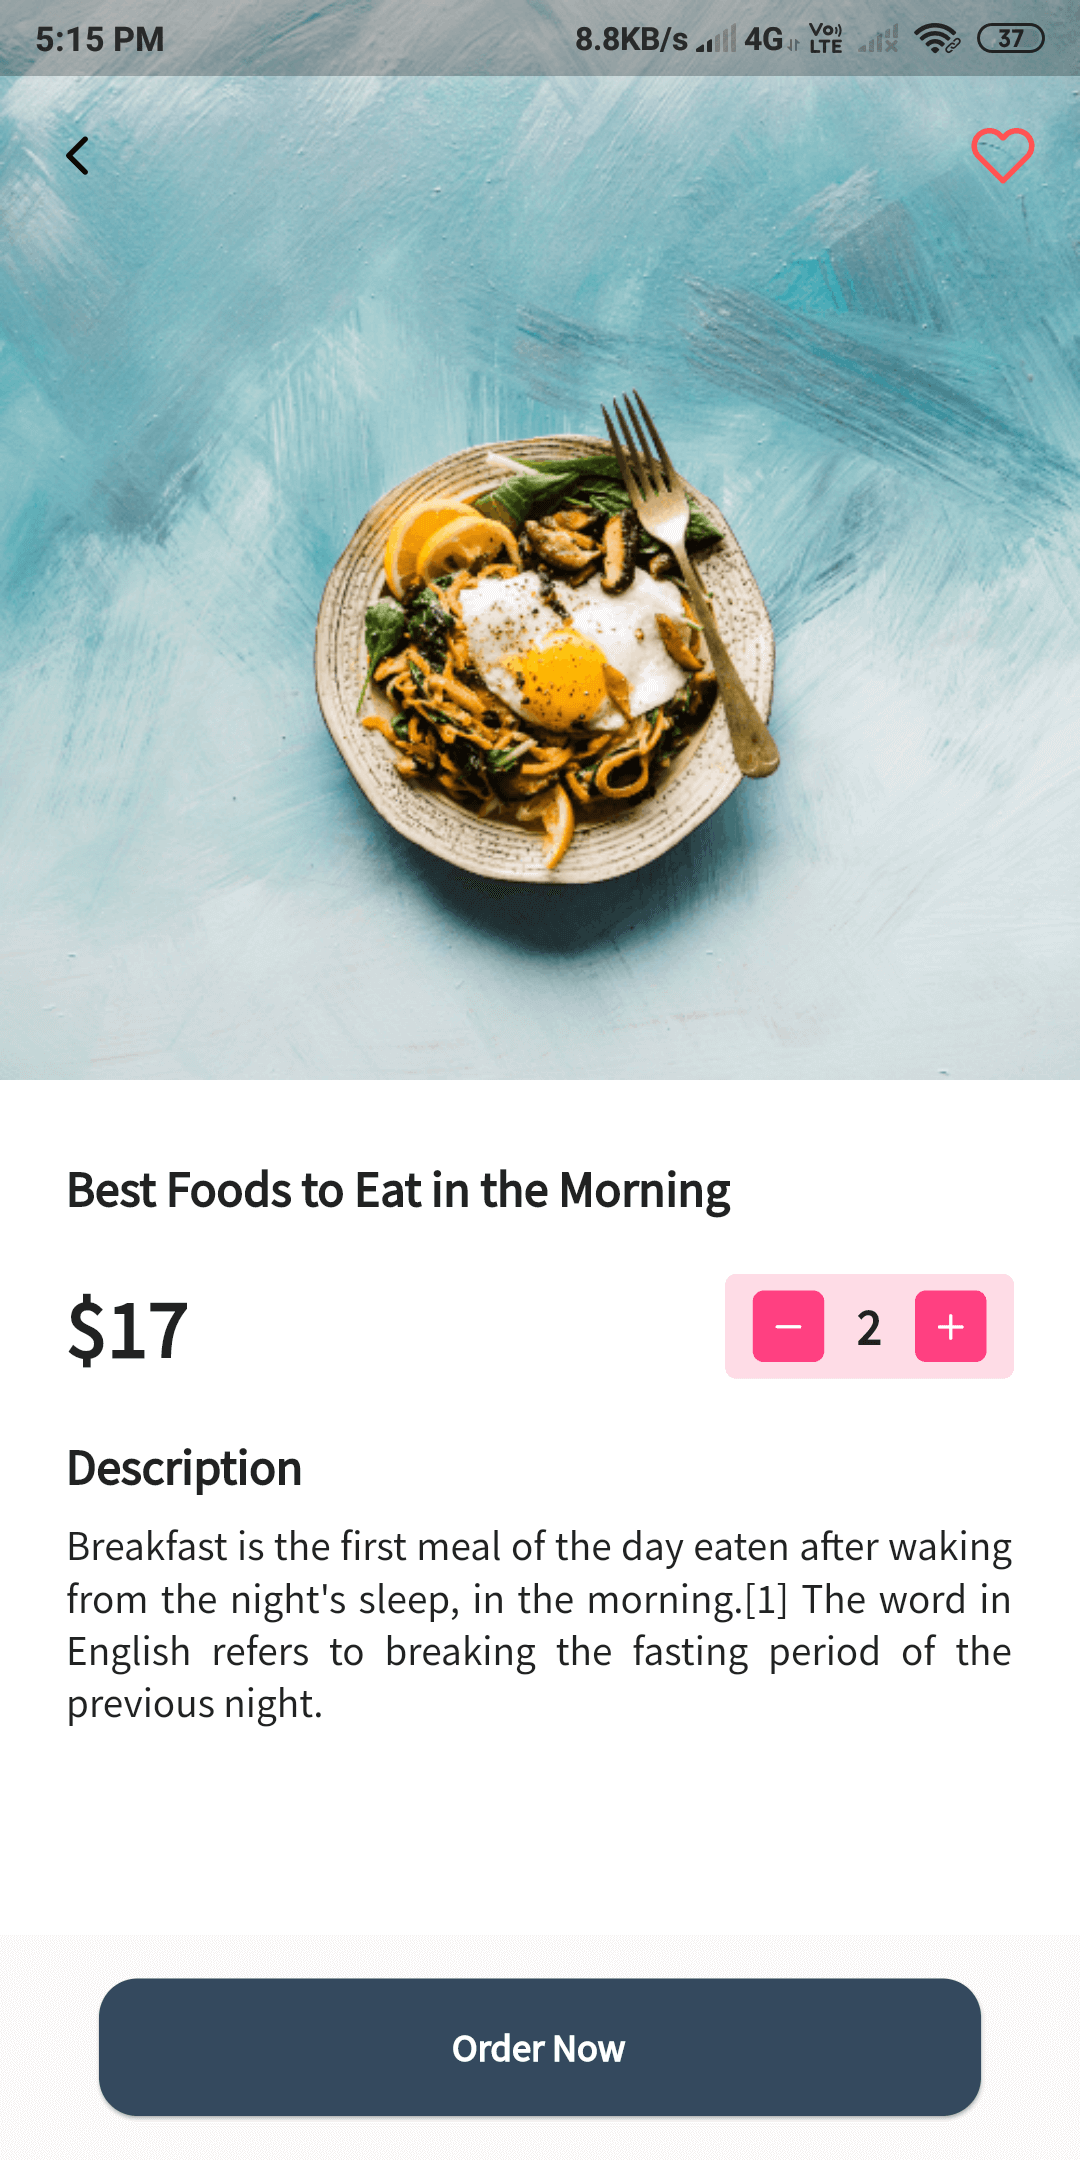 5:15 PM
8.8KB/s 4G Vo)) LTE 37
Best Foods to Eat in the Morning
$17
2
Description
Breakfast is the first meal of the day eaten after waking
from the night's sleep, in the morning.[1] The word in
English refers to breaking the fasting period of the
previous night.
Order Now